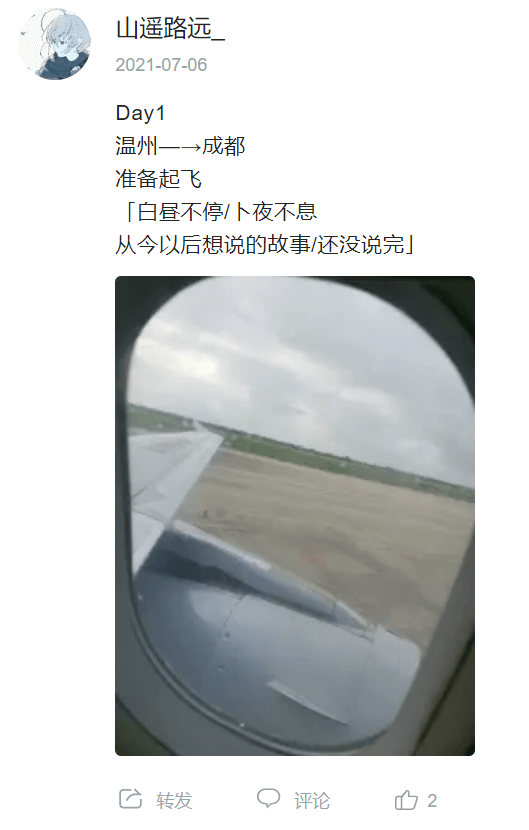 山遥路远_
2021-07-06
Day1
温州—→成都
准备起飞
「白昼不停/卜夜不息
从今以后想说的故事/还没说完」
转发 评论 2